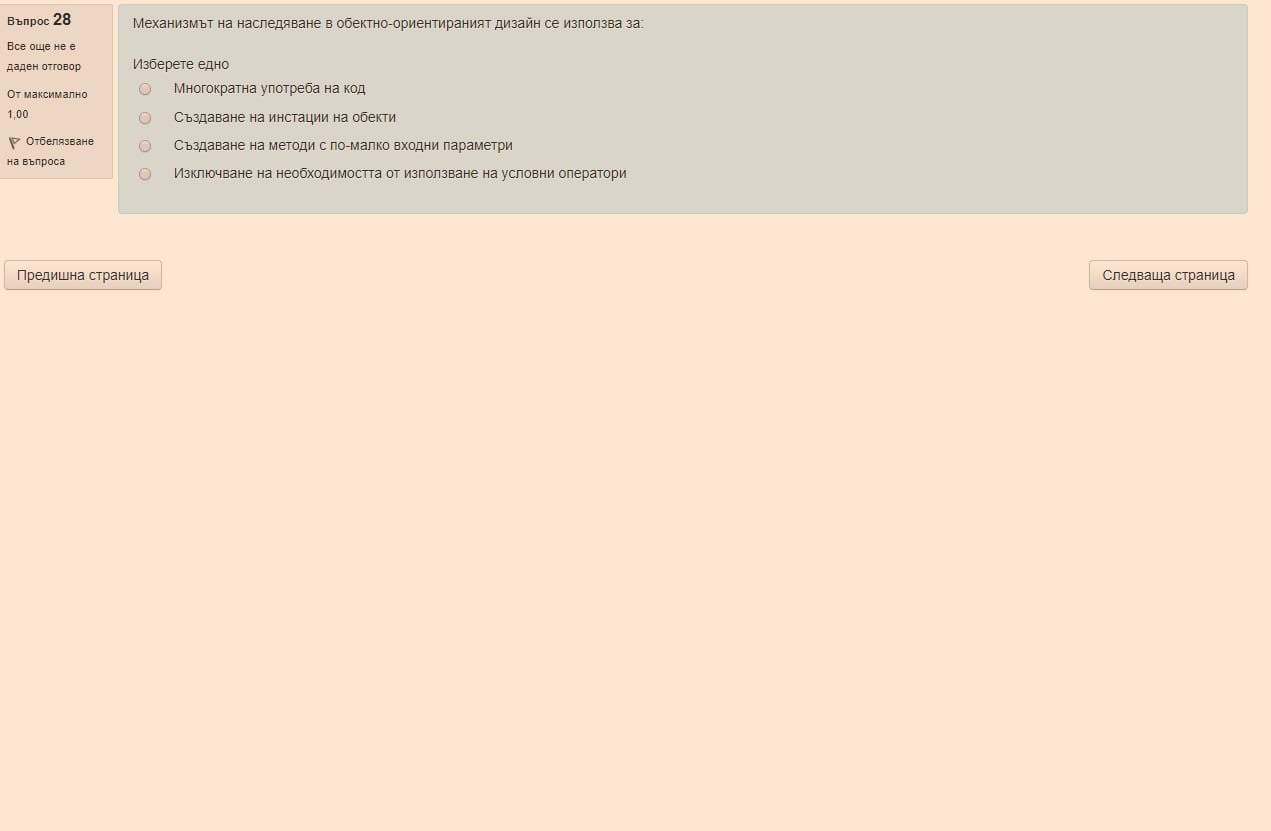 Въпрос 28
Все още не е
даден отговор
От максимално
1,00
Отбелязване
на въпроса
Механизмът на наследяване в обектно-ориентираният дизайн се използва за:
Изберете едно
Многократна употреба на код
Създаване на инстации на обекти
Създаване на методи с по-малко входни параметри
Изключване на необходимостта от използване на условни оператори
Предишна страница
Следваща страница